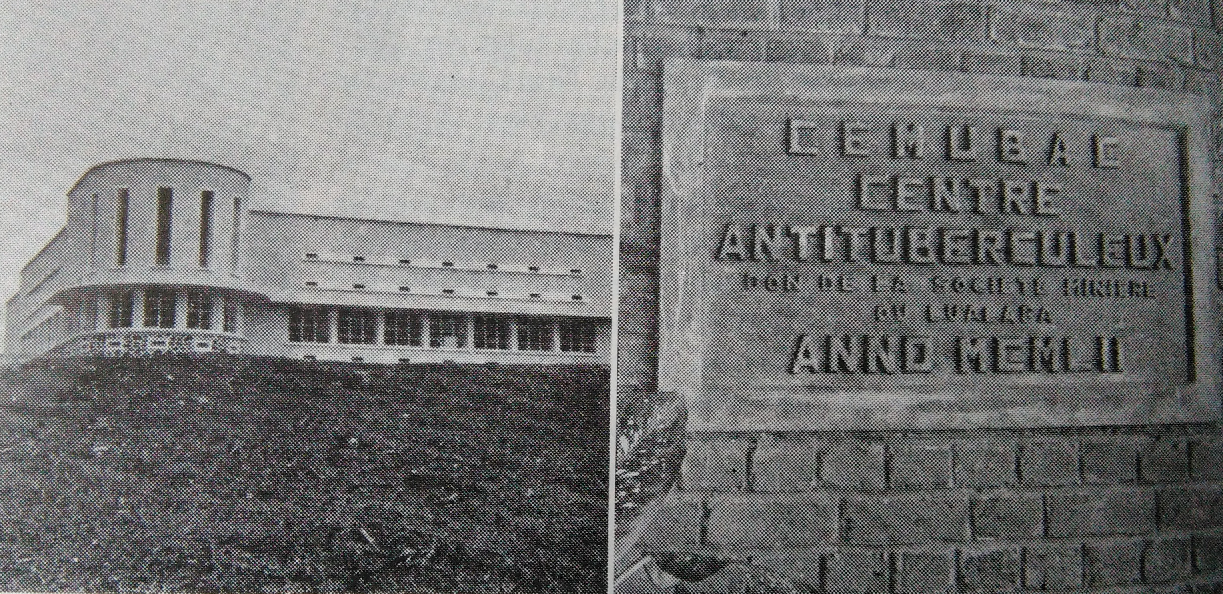 CEMUBAC
CENTRE
ANTITUBERCULEUX
DON DE LA SOCIETE MINIERE
DU LUALABA
ANNO MCMLII